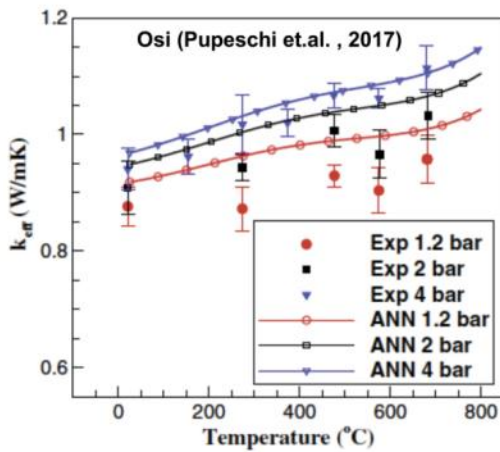 Osi (Pupeschi et.al. , 2017)
1.2
1
0.8
0.6
k_eff (W/mK)
Exp 1.2 bar
Exp 2 bar
Exp 4 bar
ANN 1.2 bar
ANN 2 bar
ANN 4 bar
0 200 400 600 800
Temperature (°C)